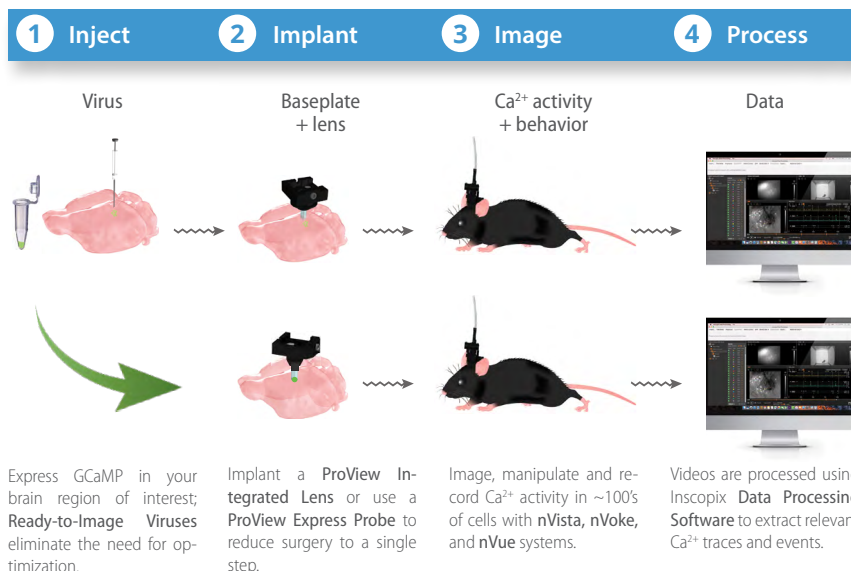 1 Inject
2 Implant
3 Image
4 Process
Virus
Baseplate
+ lens
Ca²⁺ activity
+ behavior
Data
Express GCaMP in your
brain region of interest;
Ready-to-Image Viruses
eliminate the need for op-
timization.
Implant a ProView In-
tegrated Lens or use a
ProView Express Probe to
reduce surgery to a single
step.
Image, manipulate and re-
cord Ca²⁺ activity in ~100's
of cells with nVista, nVoke,
and nVue systems.
Videos are processed usin
Inscopix Data Processin
Software to extract relevan
Ca²⁺ traces and events.